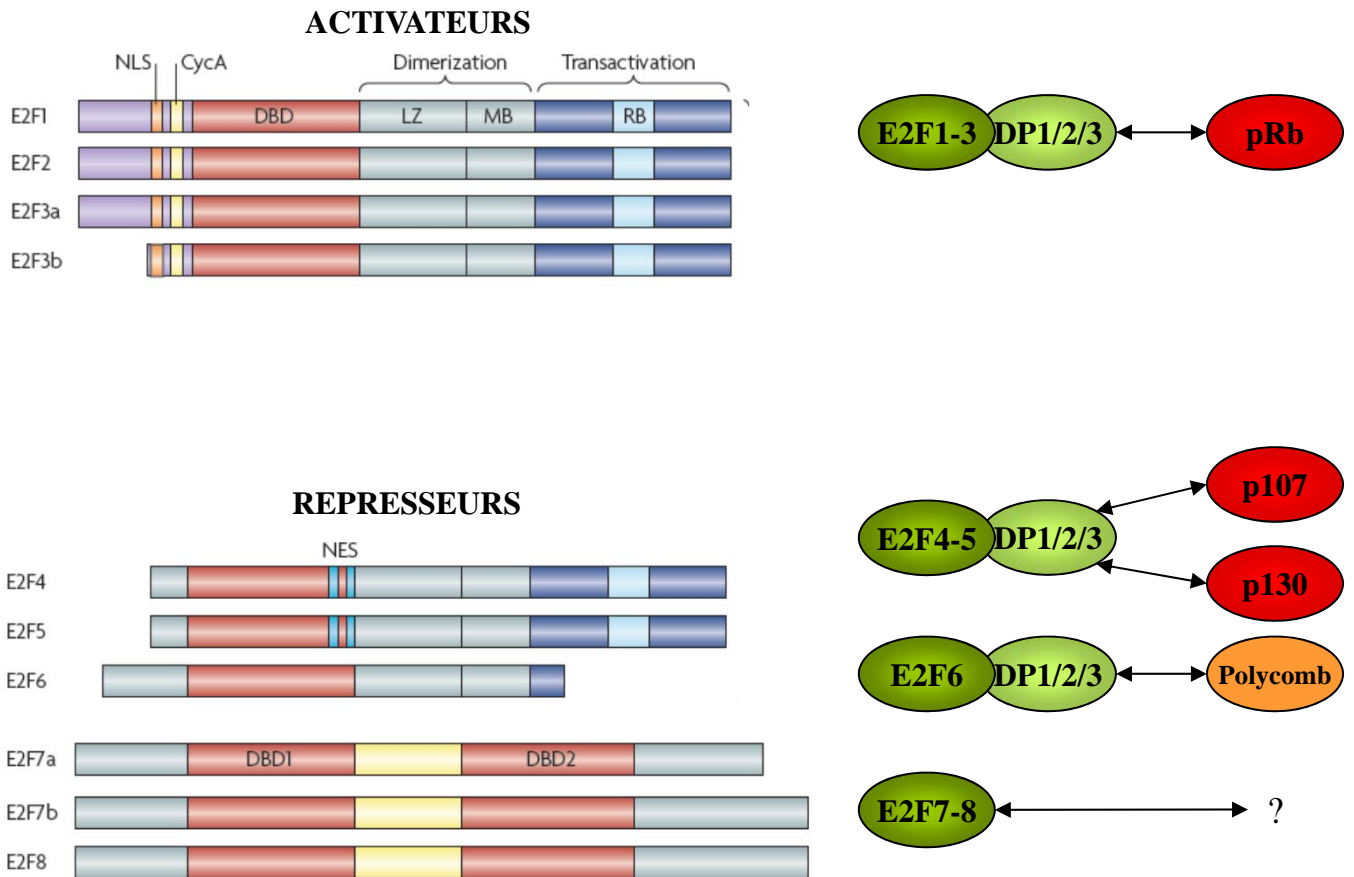 ACTIVATEURS
NLS CycA Dimerization Transactivation
E2F1 DBD LZ MB RB
E2F2
E2F3a
E2F3b
E2F1-3 DP1/2/3 pRb
REPRESSEURS
NES
E2F4
E2F5
E2F6
E2F7a DBD1 DBD2
E2F7b
E2F8
p107
E2F4-5 DP1/2/3
p130
E2F6 DP1/2/3 Polycomb
E2F7-8 ?